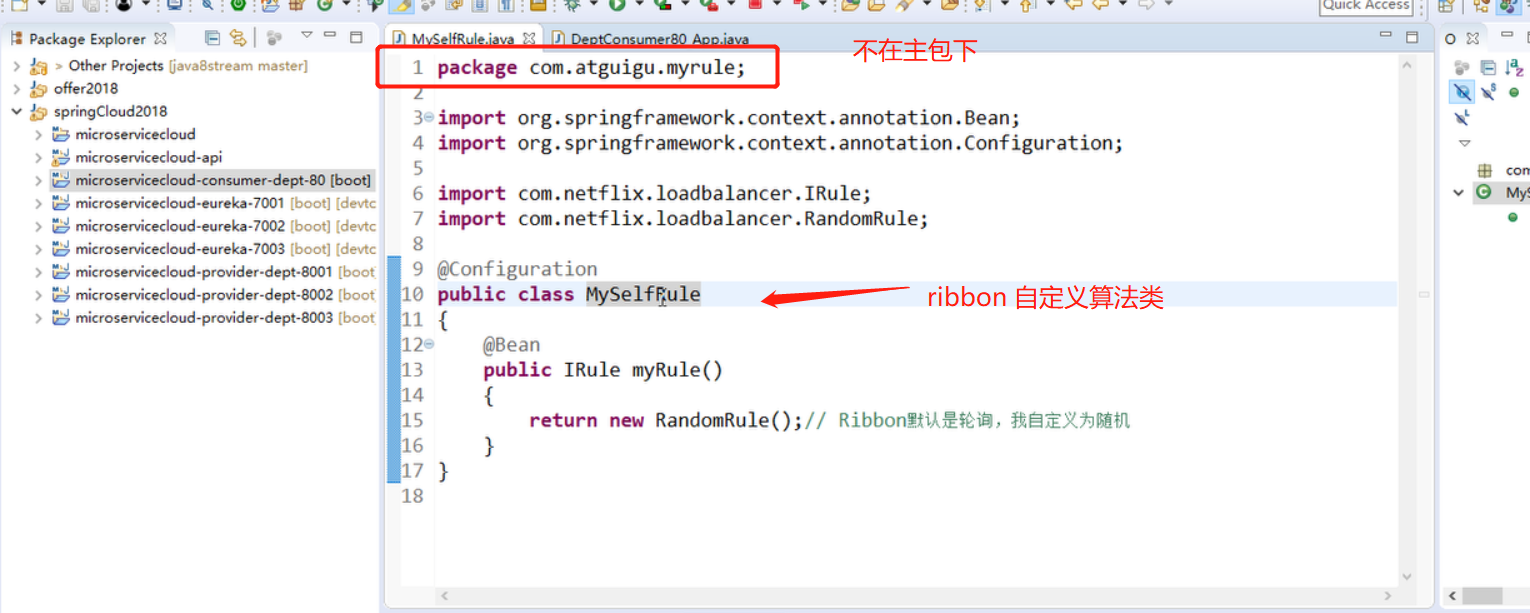 Quick Access
Package Explorer
> Other Projects [java8stream master]
offer2018
springCloud2018
microservicecloud
microservicecloud-api
microservicecloud-consumer-dept-80 [boot]
microservicecloud-eureka-7001 [boot] [devtc
microservicecloud-eureka-7002 [boot] [devtc
microservicecloud-eureka-7003 [boot] [devtc
microservicecloud-provider-dept-8001 [boot]
microservicecloud-provider-dept-8002 [boot]
microservicecloud-provider-dept-8003 [boot]
MySelfRule.java DeptConsumer80_App.java
不在主包下
1 package com.atguigu.myrule;
2
3 import org.springframework.context.annotation.Bean;
4 import org.springframework.context.annotation.Configuration;
5
6 import com.netflix.loadbalancer.IRule;
7 import com.netflix.loadbalancer.RandomRule;
8
9 @Configuration
10 public class MySelfRule
ribbon 自定义算法类
11 {
12 @Bean
13 public IRule myRule()
14 {
15 return new RandomRule();// Ribbon默认是轮询，我自定义为随机
16 }
17 }
18
O
com
MyS